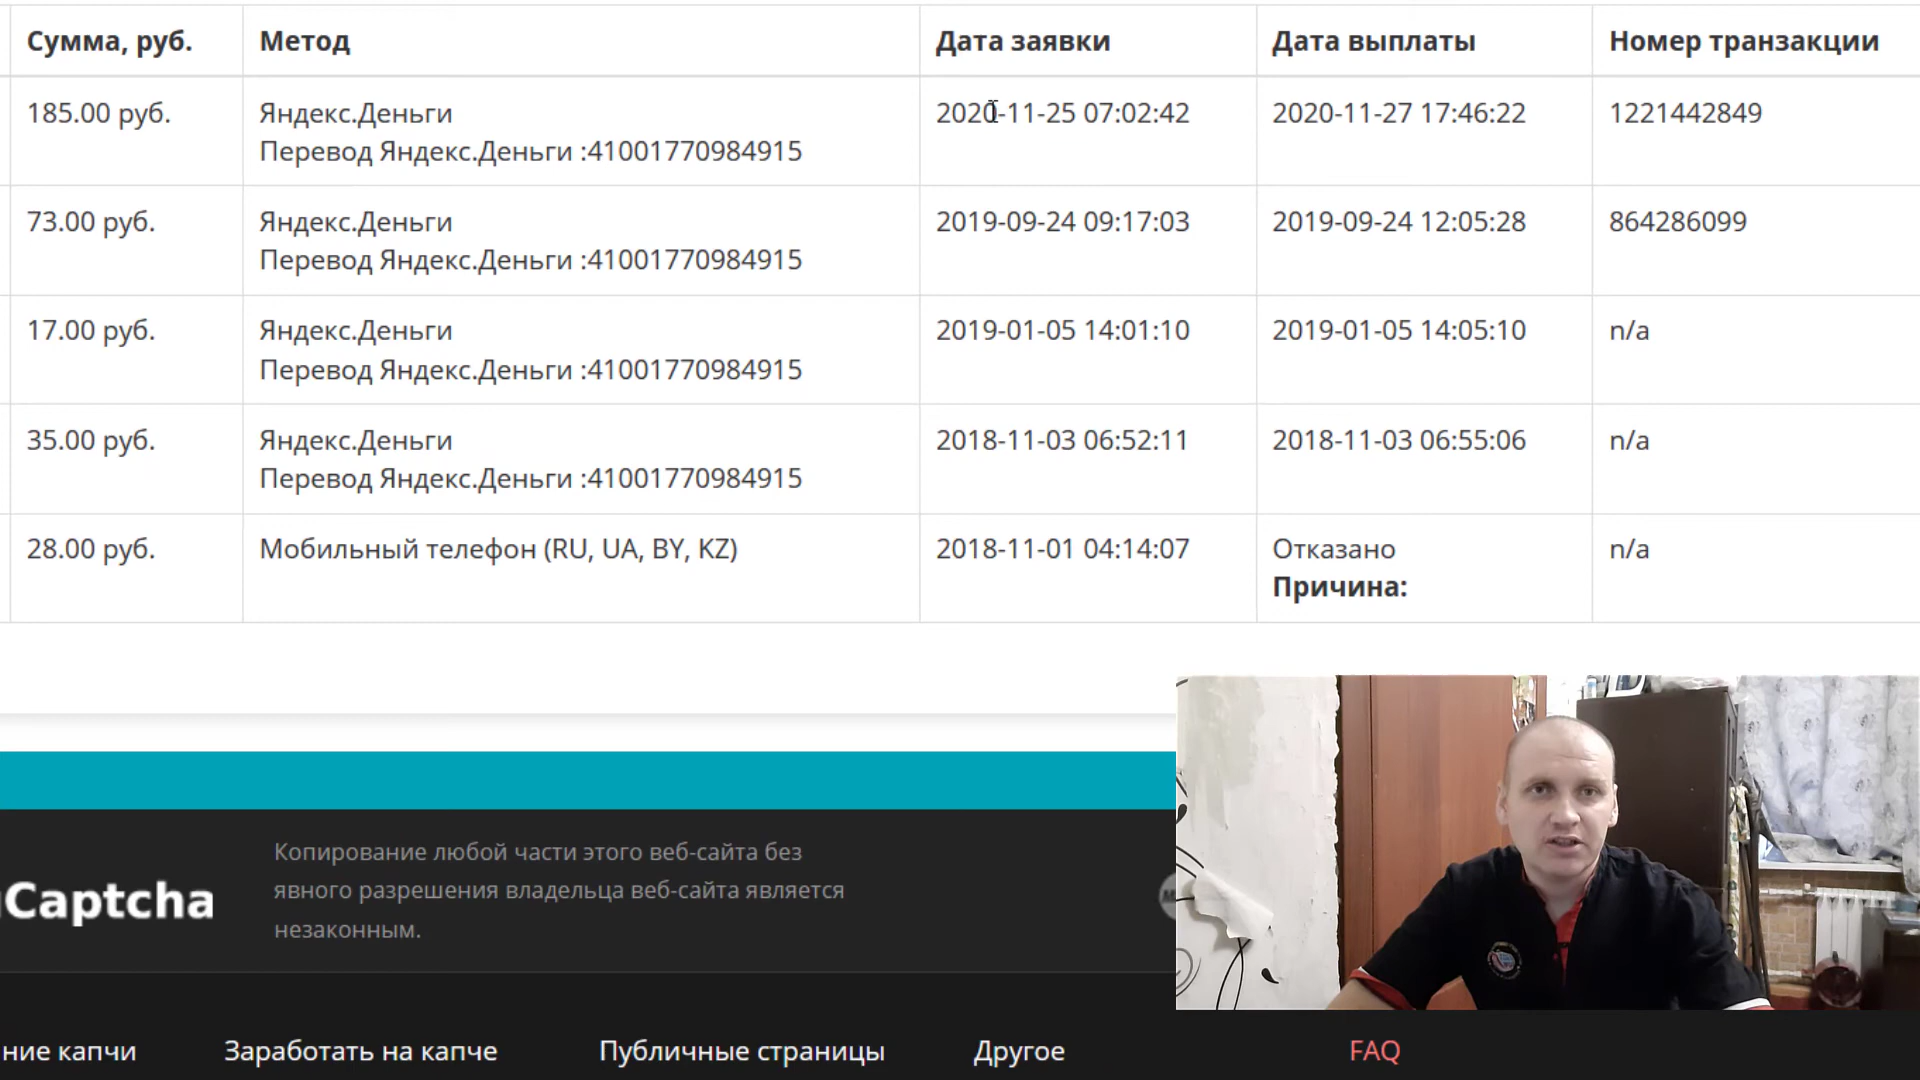 Сумма, руб. Метод Дата заявки Дата выплаты Номер транзакции
185.00 руб. Яндекс.Деньги 2020-11-25 07:02:42 2020-11-27 17:46:22 1221442849
Перевод Яндекс.Деньги :41001770984915
73.00 руб. Яндекс.Деньги 2019-09-24 09:17:03 2019-09-24 12:05:28 864286099
Перевод Яндекс.Деньги :41001770984915
17.00 руб. Яндекс.Деньги 2019-01-05 14:01:10 2019-01-05 14:05:10 n/a
Перевод Яндекс.Деньги :41001770984915
35.00 руб. Яндекс.Деньги 2018-11-03 06:52:11 2018-11-03 06:55:06 n/a
Перевод Яндекс.Деньги :41001770984915
28.00 руб. Мобильный телефон (RU, UA, BY, KZ) 2018-11-01 04:14:07 Отказано n/a
Причина:
Копирование любой части этого веб-сайта без
явного разрешения владельца веб-сайта является
незаконным.
Captcha
ние капчи Заработать на капче Публичные страницы Другое FAQ